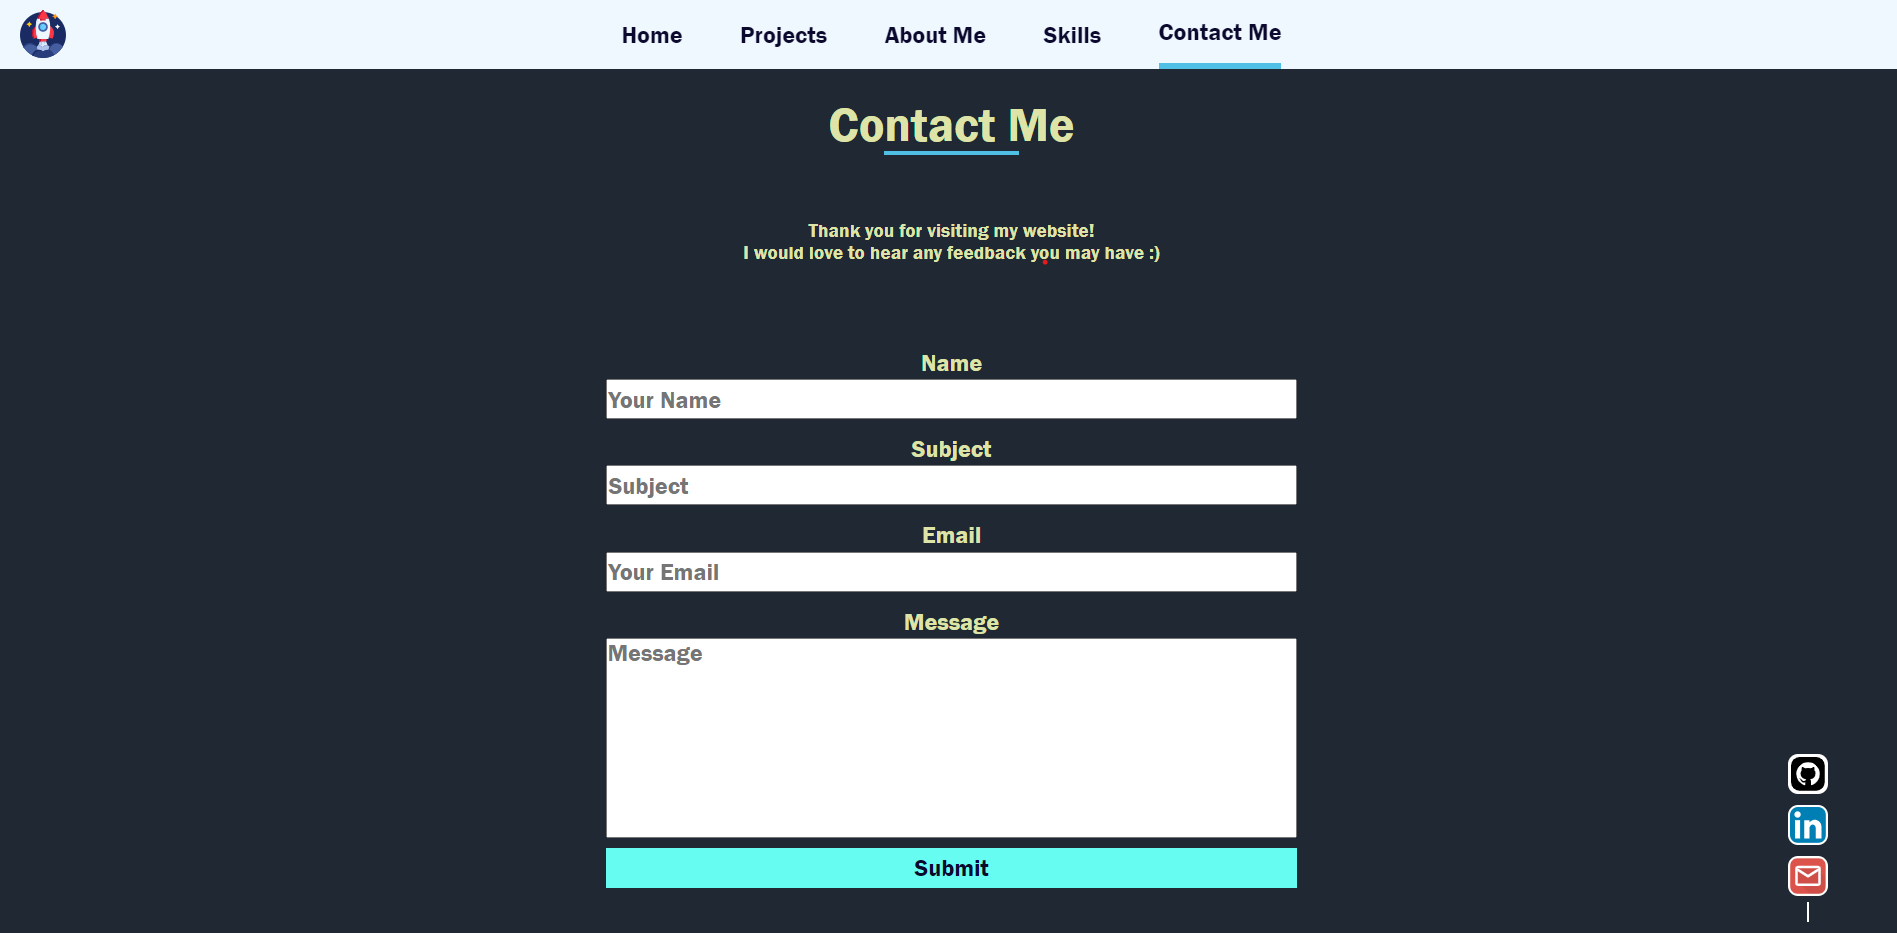 Home Projects About Me Skills Contact Me
Contact Me
Thank you for visiting my website!
I would love to hear any feedback you may have :)
Name
Your Name
Subject
Subject
Email
Your Email
Message
Message
Submit
in